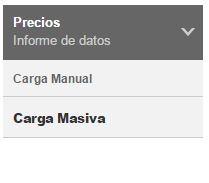 Precios
Informe de datos
Carga Manual
Carga Masiva